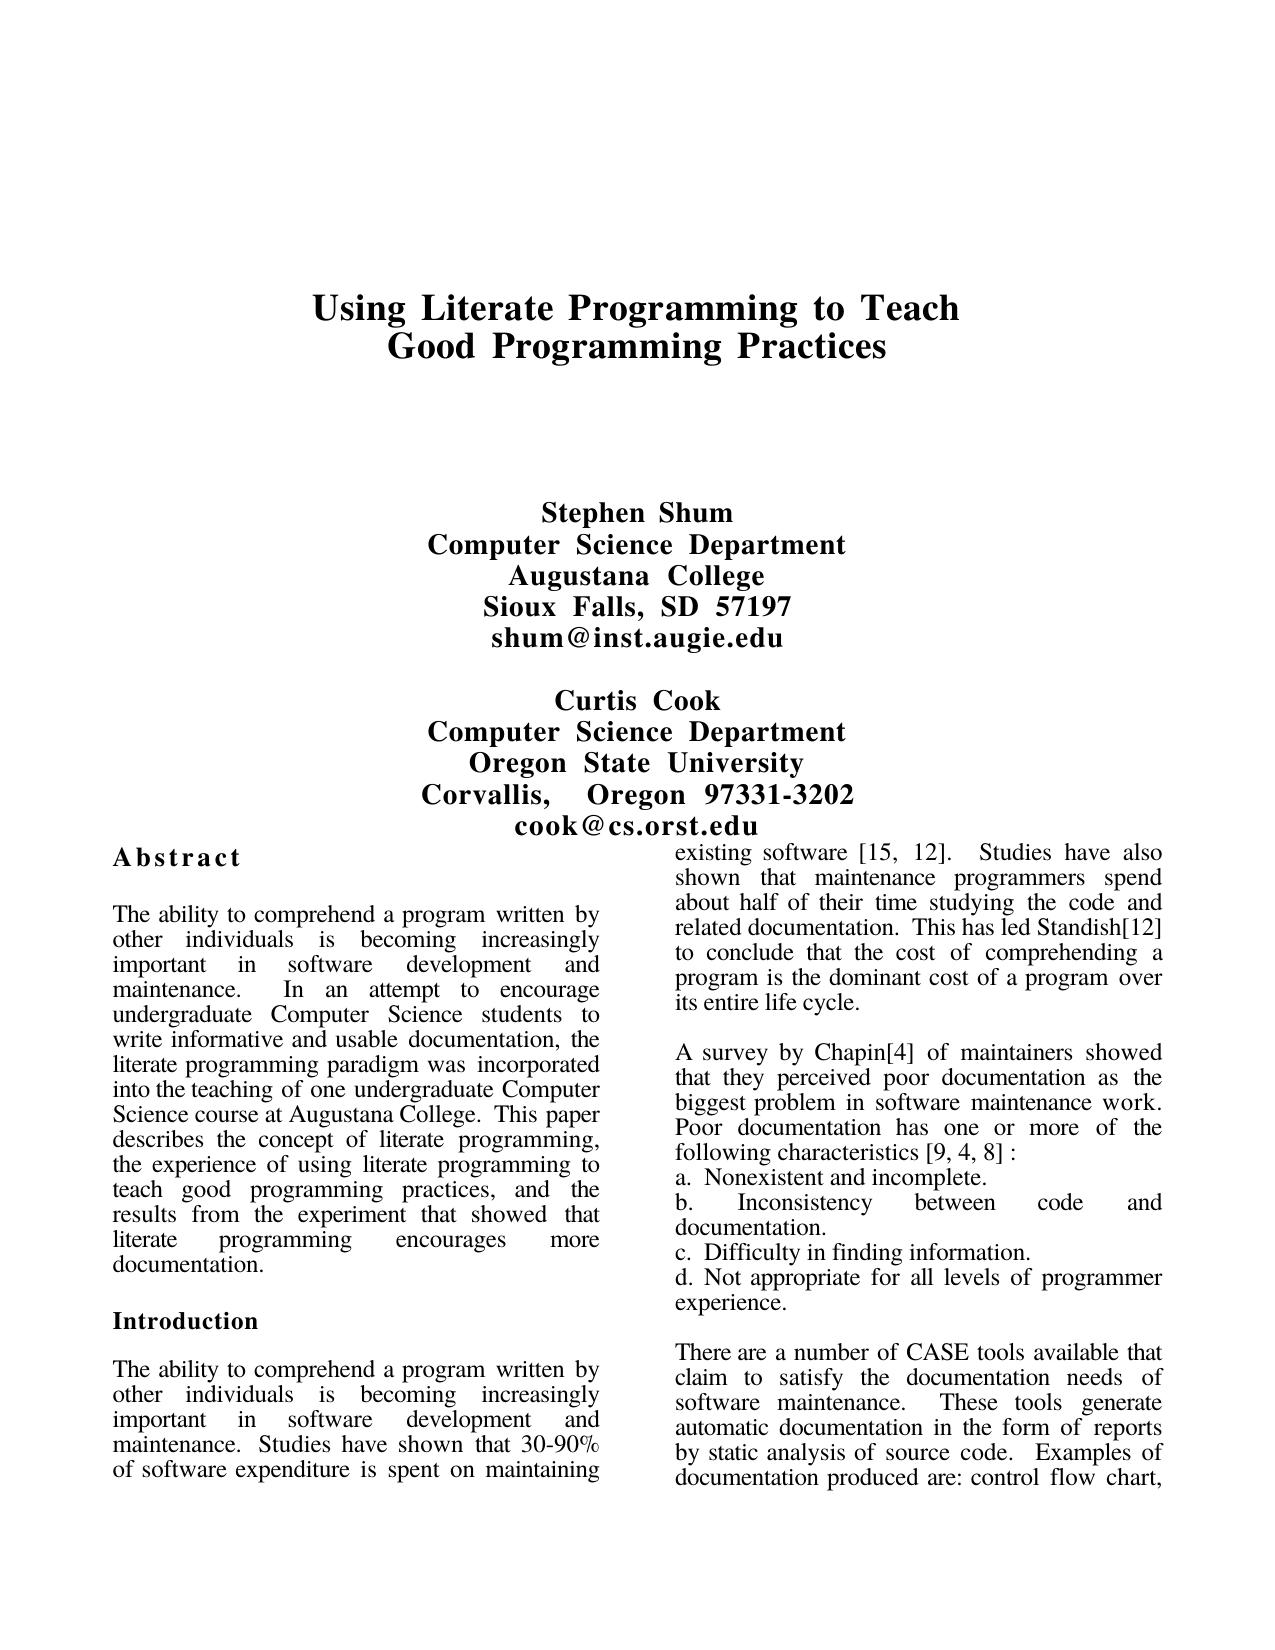 Using Literate Programming to Teach
Good Programming Practices
Stephen Shum
Computer Science Department
Augustana College
Sioux Falls, SD 57197
shum@inst.augie.edu
Curtis Cook
Computer Science Department
Oregon State University
Corvallis, Oregon 97331-3202
cook@cs.orst.edu
Abstract
The ability to comprehend a program written by
other individuals is becoming increasingly
important in software development and
maintenance. In an attempt to encourage
undergraduate Computer Science students to
write informative and usable documentation, the
literate programming paradigm was incorporated
into the teaching of one undergraduate Computer
Science course at Augustana College. This paper
describes the concept of literate programming,
the experience of using literate programming to
teach good programming practices, and the
results from the experiment that showed that
literate programming encourages more
documentation.
Introduction
The ability to comprehend a program written by
other individuals is becoming increasingly
important in software development and
maintenance. Studies have shown that 30-90%
of software expenditure is spent on maintaining
existing software [15, 12]. Studies have also
shown that maintenance programmers spend
about half of their time studying the code and
related documentation. This has led Standish[12]
to conclude that the cost of comprehending a
program is the dominant cost of a program over
its entire life cycle.
A survey by Chapin[4] of maintainers showed
that they perceived poor documentation as the
biggest problem in software maintenance work.
Poor documentation has one or more of the
following characteristics [9, 4, 8] :
a. Nonexistent and incomplete.
b. Inconsistency between code and
documentation.
c. Difficulty in finding information.
d. Not appropriate for all levels of programmer
experience.
There are a number of CASE tools available that
claim to satisfy the documentation needs of
software maintenance. These tools generate
automatic documentation in the form of reports
by static analysis of source code. Examples of
documentation produced are: control flow chart,